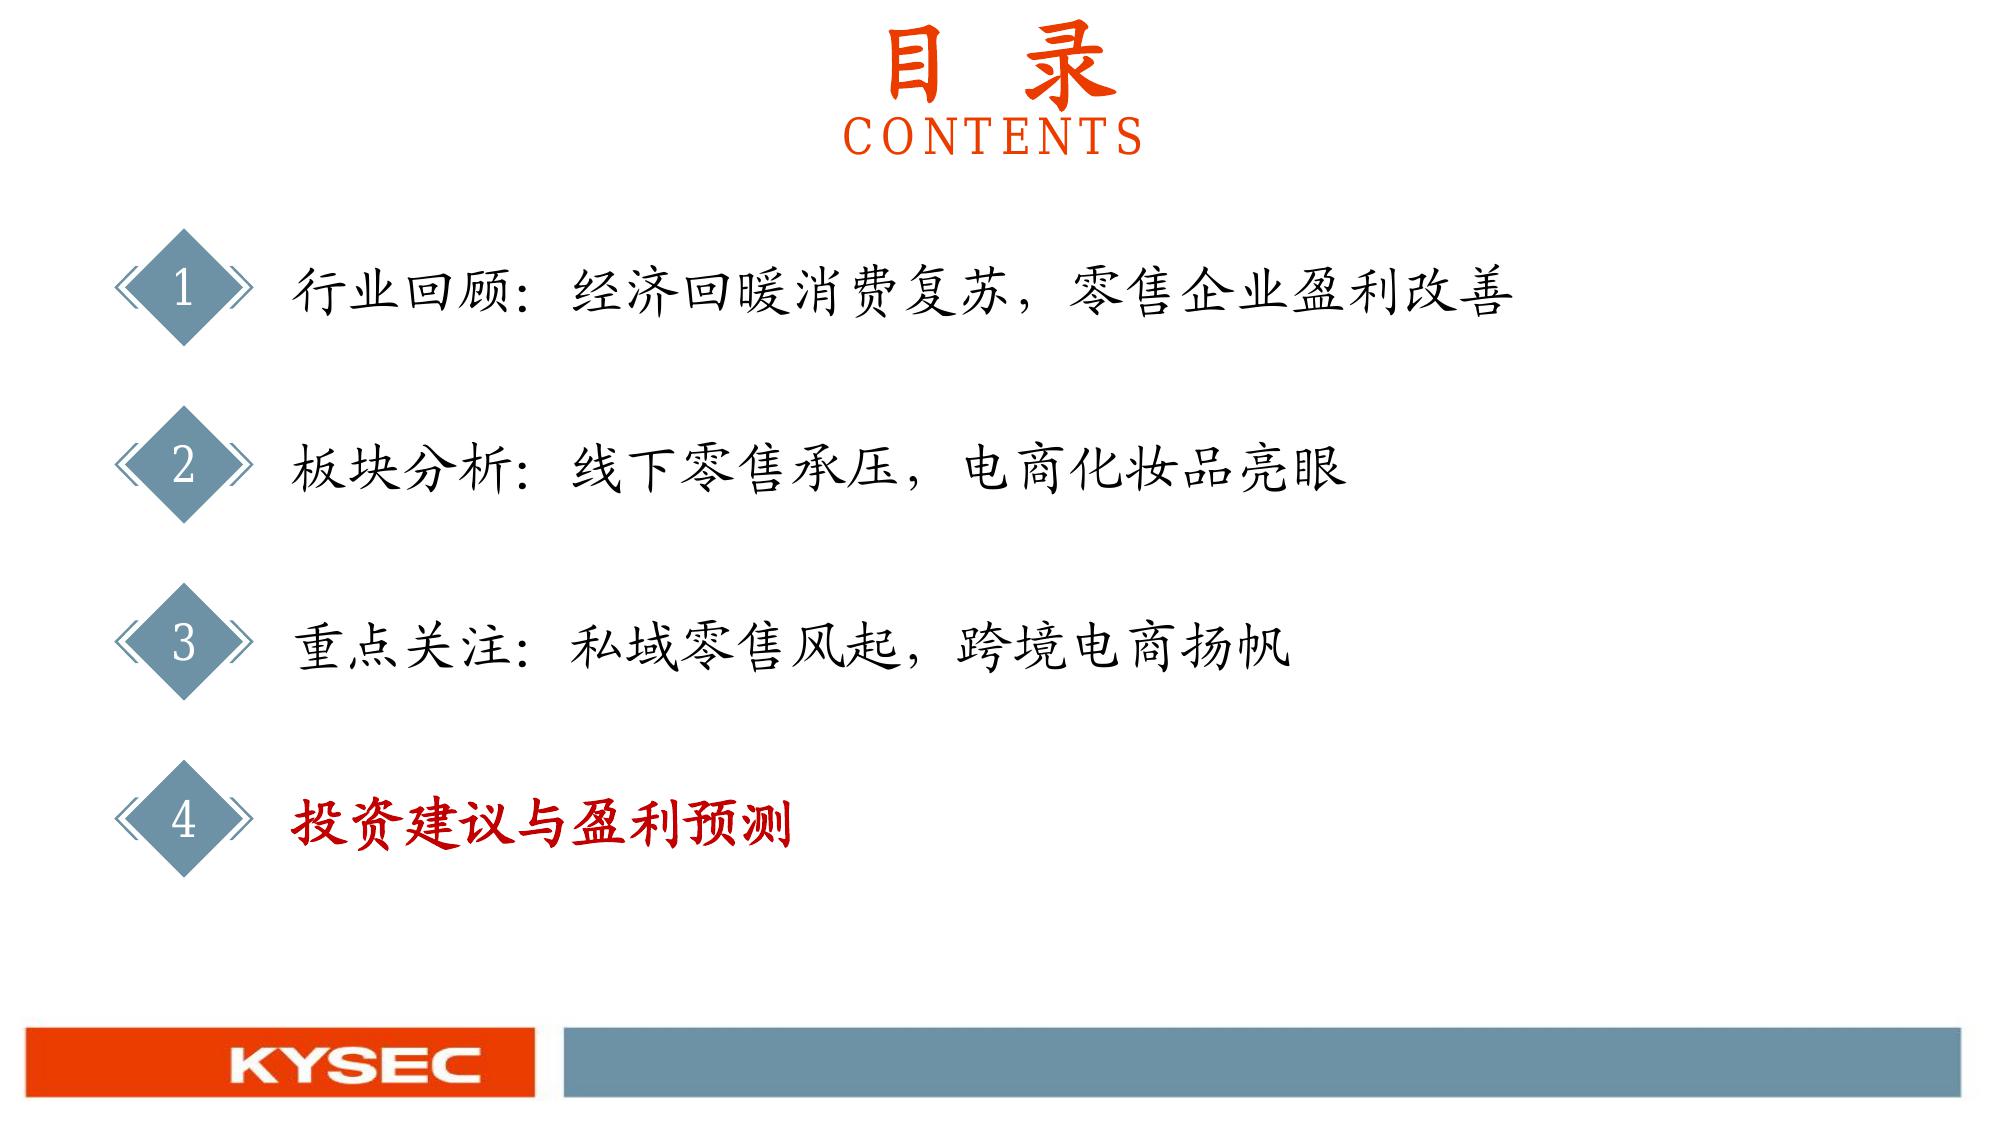 目 录
CONTENTS
1 行业回顾：经济回暖消费复苏，零售企业盈利改善
2 板块分析：线下零售承压，电商化妆品亮眼
3 重点关注：私域零售风起，跨境电商扬帆
4 投资建议与盈利预测
KYSEC